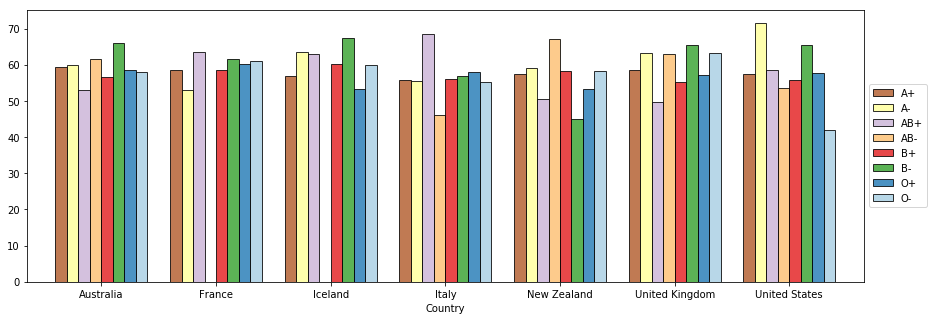 70
60
50
40
30
20
10
0
Australia France Iceland Italy New Zealand United Kingdom United States
Country
A+
A-
AB+
AB-
B+
B-
O+
O-